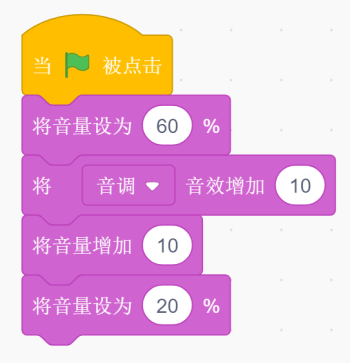 当 被点击
将音量设为 60 %
将 音调 音效增加 10
将音量增加 10
将音量设为 20 %